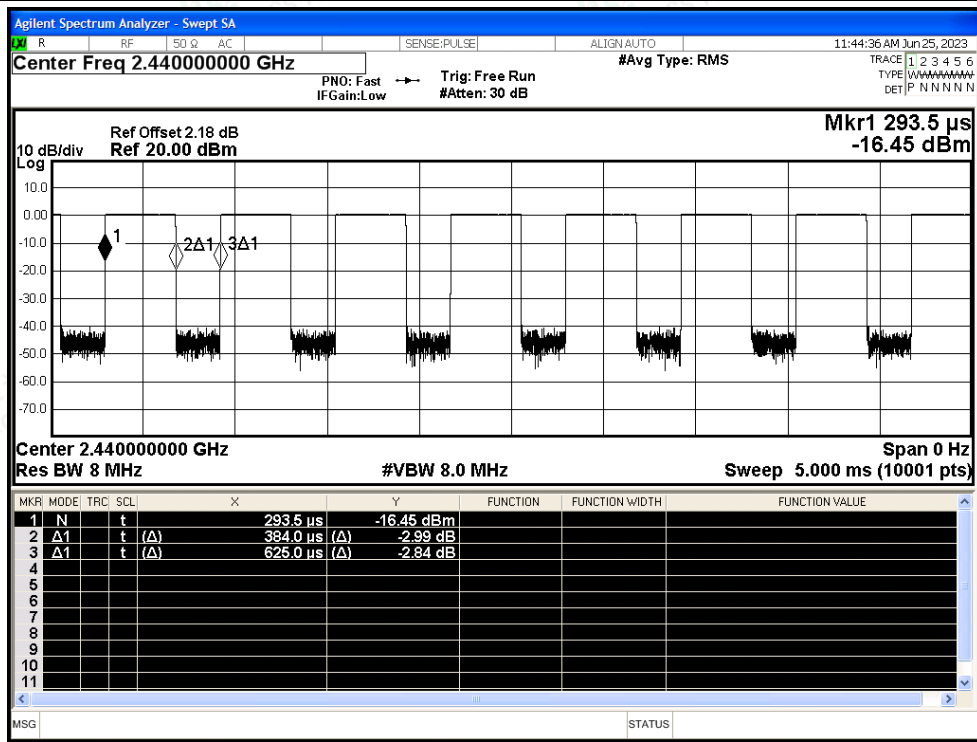 Agilent Spectrum Analyzer - Swept SA
LXI R RF 50 Ω AC SENSE:PULSE ALIGN AUTO 11:44:36 AM Jun 25, 2023
Center Freq 2.440000000 GHz #Avg Type: RMS TRACE 1 2 3 4 5 6
PNO: Fast Trig: Free Run TYPE WWWWWW
IFGain:Low #Atten: 30 dB DET P N N N N N
Mkr1 293.5 µs
Ref Offset 2.18 dB
10 dB/div Ref 20.00 dBm -16.45 dBm
Log
10.0
0.00
1 2Δ1 3Δ1
-10.0
-20.0
-30.0
-40.0
-50.0
-60.0
-70.0
Center 2.440000000 GHz Span 0 Hz
Res BW 8 MHz #VBW 8.0 MHz Sweep 5.000 ms (10001 pts)
MKR MODE TRC SCL X Y FUNCTION FUNCTION WIDTH FUNCTION VALUE
1 N t 293.5 µs -16.45 dBm
2 Δ1 t (Δ) 384.0 µs (Δ) -2.99 dB
3 Δ1 t (Δ) 625.0 µs (Δ) -2.84 dB
4
5
6
7
8
9
10
11
MSG STATUS